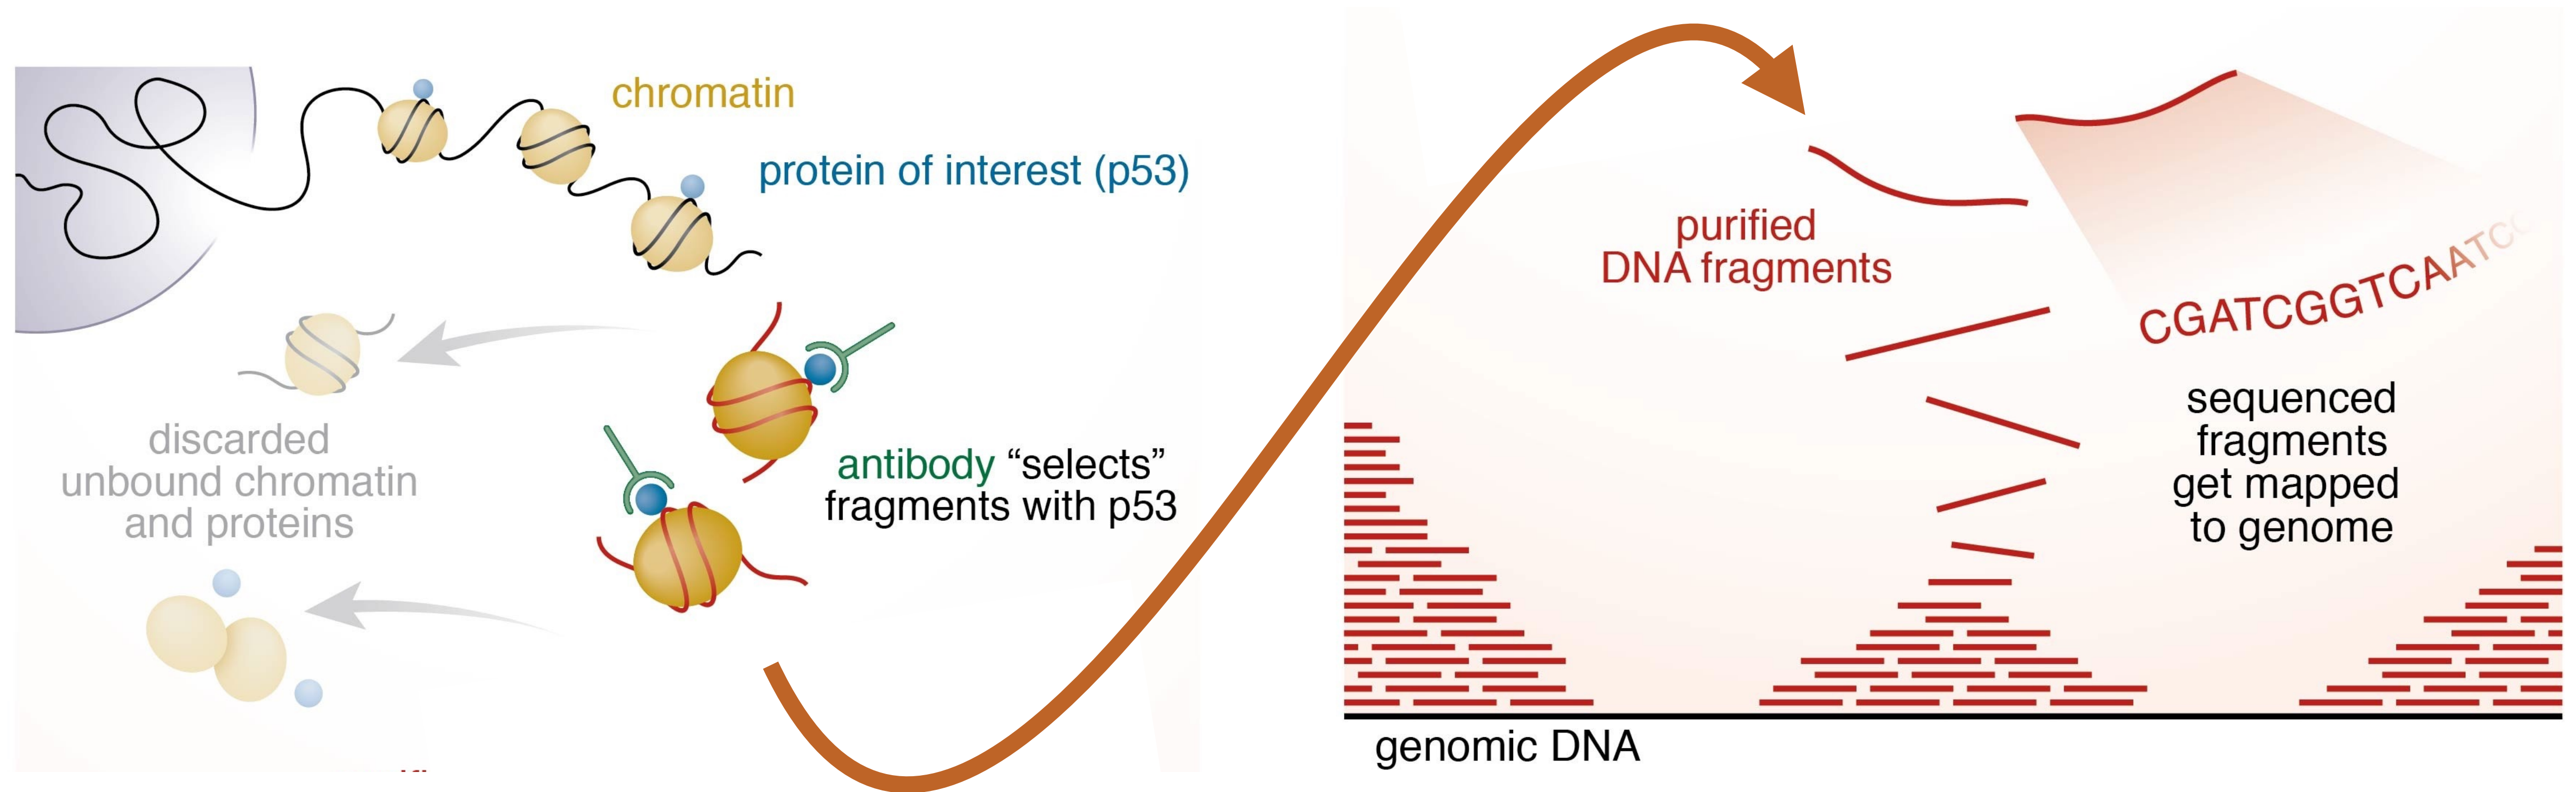 chromatin
protein of interest (p53)
discarded
unbound chromatin
and proteins
antibody “selects”
fragments with p53
purified
DNA fragments
CGATCGGTCAATCC
sequenced
fragments
get mapped
to genome
genomic DNA